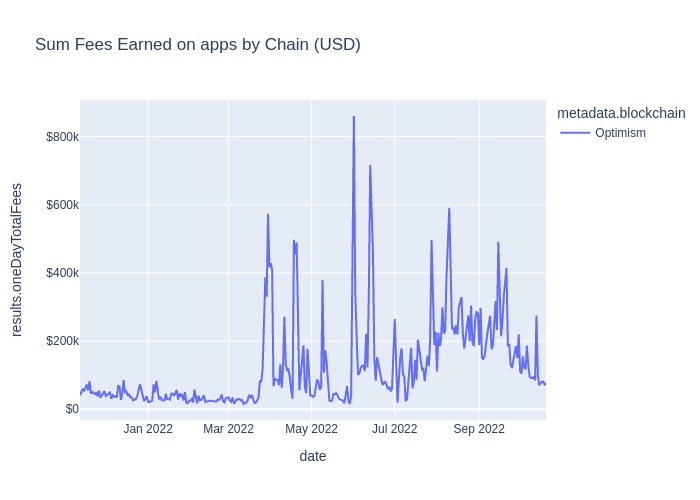 Sum Fees Earned on apps by Chain (USD)
metadata.blockchain
Optimism
results.oneDayTotalFees
$800k
$600k
$400k
$200k
$0
Jan 2022
Mar 2022
May 2022
Jul 2022
Sep 2022
date